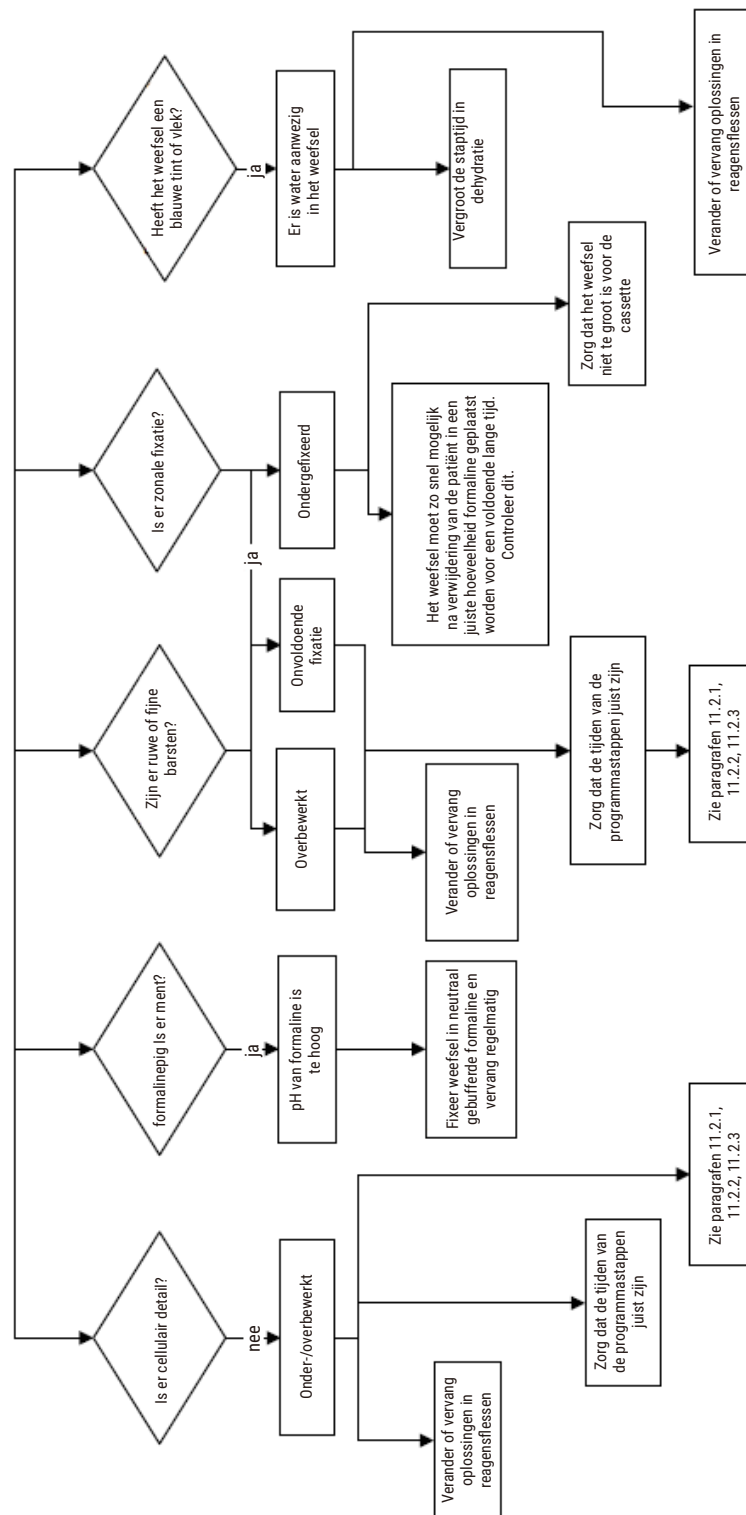 Is er cellulair detail?
nee
Onder-/overbewerkt
Verander of vervang
oplossingen in
reagensflessen
Zorg dat de tijden van
de programmastappen
juist zijn
Zie paragrafen 11.2.1,
11.2.2, 11.2.3
formalinepig Is er ment?
ja
pH van formaline is
te hoog
Fixeer weefsel in neutraal
gebufferde formaline en
vervang regelmatig
Zijn er ruwe of fijne
barsten?
ja
Overbewerkt
Onvoldoende
fixatie
Verander of vervang
oplossingen in
reagensflessen
Zorg dat de tijden van de
programmastappen juist zijn
Zie paragrafen 11.2.1,
11.2.2, 11.2.3
Is er zonale fixatie?
Ondergefixeerd
Het weefsel moet zo snel mogelijk
na verwijdering van de patiënt in een
juiste hoeveelheid formaline geplaatst
worden voor een voldoende lange tijd.
Controleer dit.
Zorg dat het weefsel
niet te groot is voor de
cassette
Heeft het weefsel een
blauwe tint of vlek?
ja
Er is water aanwezig
in het weefsel
Vergroot de staptijd in
dehydratie
Verander of vervang oplossingen in
reagensflessen